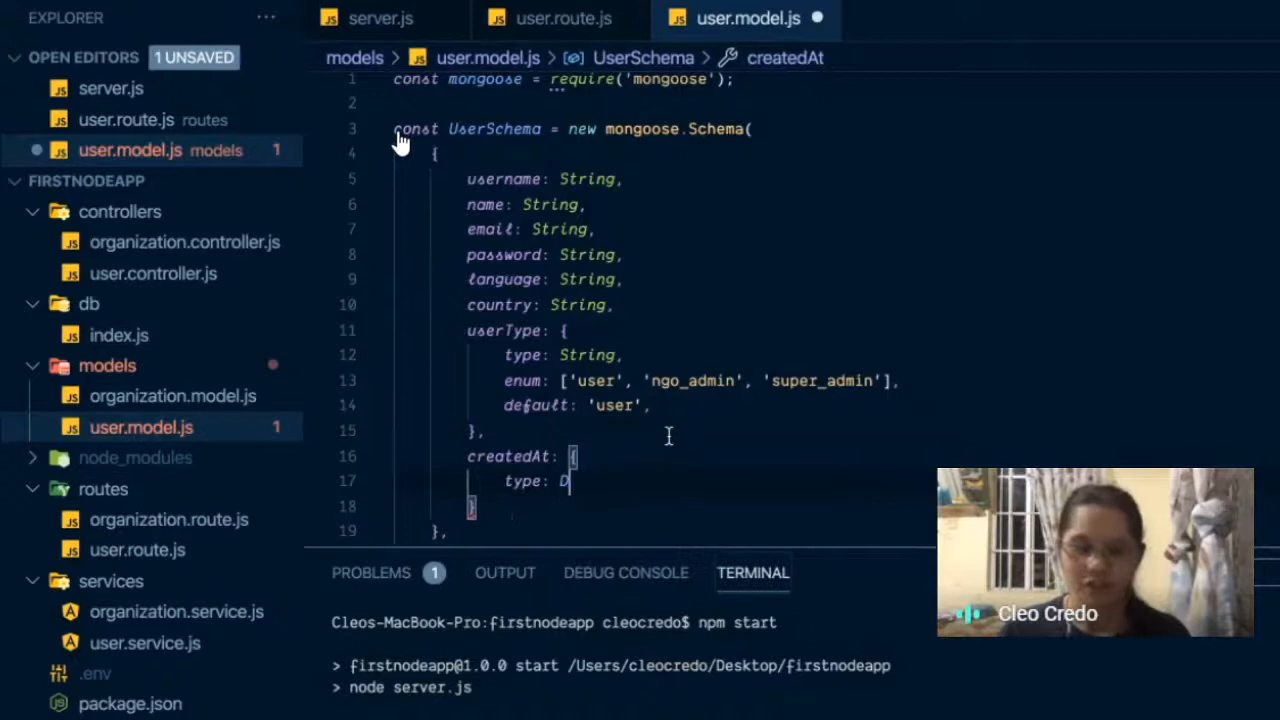 EXPLORER ···
OPEN EDITORS 1 UNSAVED
server.js
user.route.js routes
user.model.js models 1
FIRSTNODEAPP
controllers
organization.controller.js
user.controller.js
db
index.js
models
organization.model.js
user.model.js 1
node_modules
routes
organization.route.js
user.route.js
services
organization.service.js
user.service.js
.env
package.json
server.js user.route.js user.model.js
models > user.model.js > UserSchema > createdAt
1 const mongoose = require('mongoose');
2
3 const UserSchema = new mongoose.Schema(
4 {
5 username: String,
6 name: String,
7 email: String,
8 password: String,
9 language: String,
10 country: String,
11 userType: {
12 type: String,
13 enum: ['user', 'ngo_admin', 'super_admin'],
14 default: 'user',
15 },
16 createdAt: {
17 type: D
18 }
19 },
PROBLEMS 1 OUTPUT DEBUG CONSOLE TERMINAL
Cleos-MacBook-Pro:firstnodeapp cleocredo$ npm start
> firstnodeapp@1.0.0 start /Users/cleocredo/Desktop/firstnodeapp
> node server.js
Cleo Credo